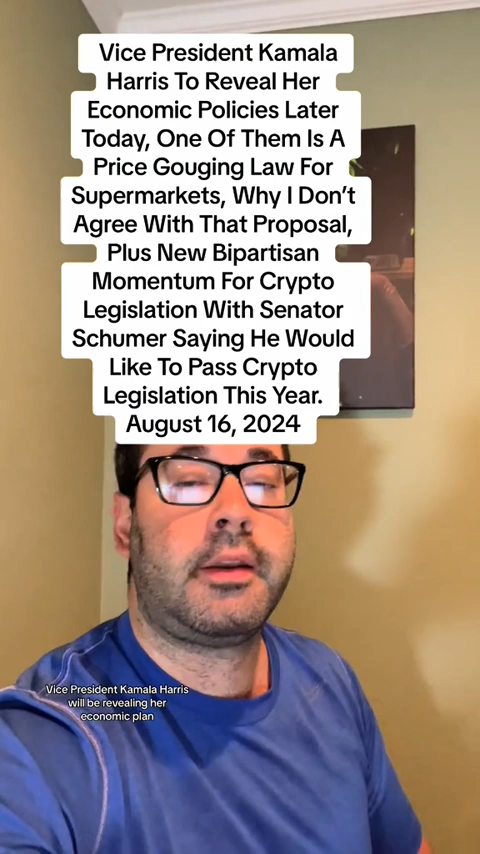 Vice President Kamala
Harris To Reveal Her
Economic Policies Later
Today, One Of Them Is A
Price Gouging Law For
Supermarkets, Why I Don’t
Agree With That Proposal,
Plus New Bipartisan
Momentum For Crypto
Legislation With Senator
Schumer Saying He Would
Like To Pass Crypto
Legislation This Year.
August 16, 2024
Vice President Kamala Harris
will be revealing her
economic plan